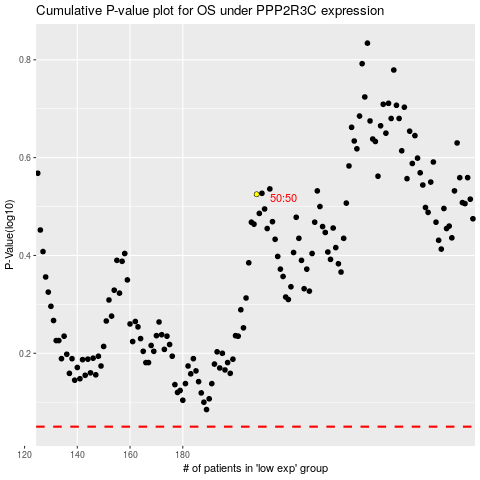 Cumulative P-value plot for OS under PPP2R3C expression
P-Value(log10)
0.8
0.6
0.4
0.2
50:50
120 140 160 180
# of patients in 'low exp' group